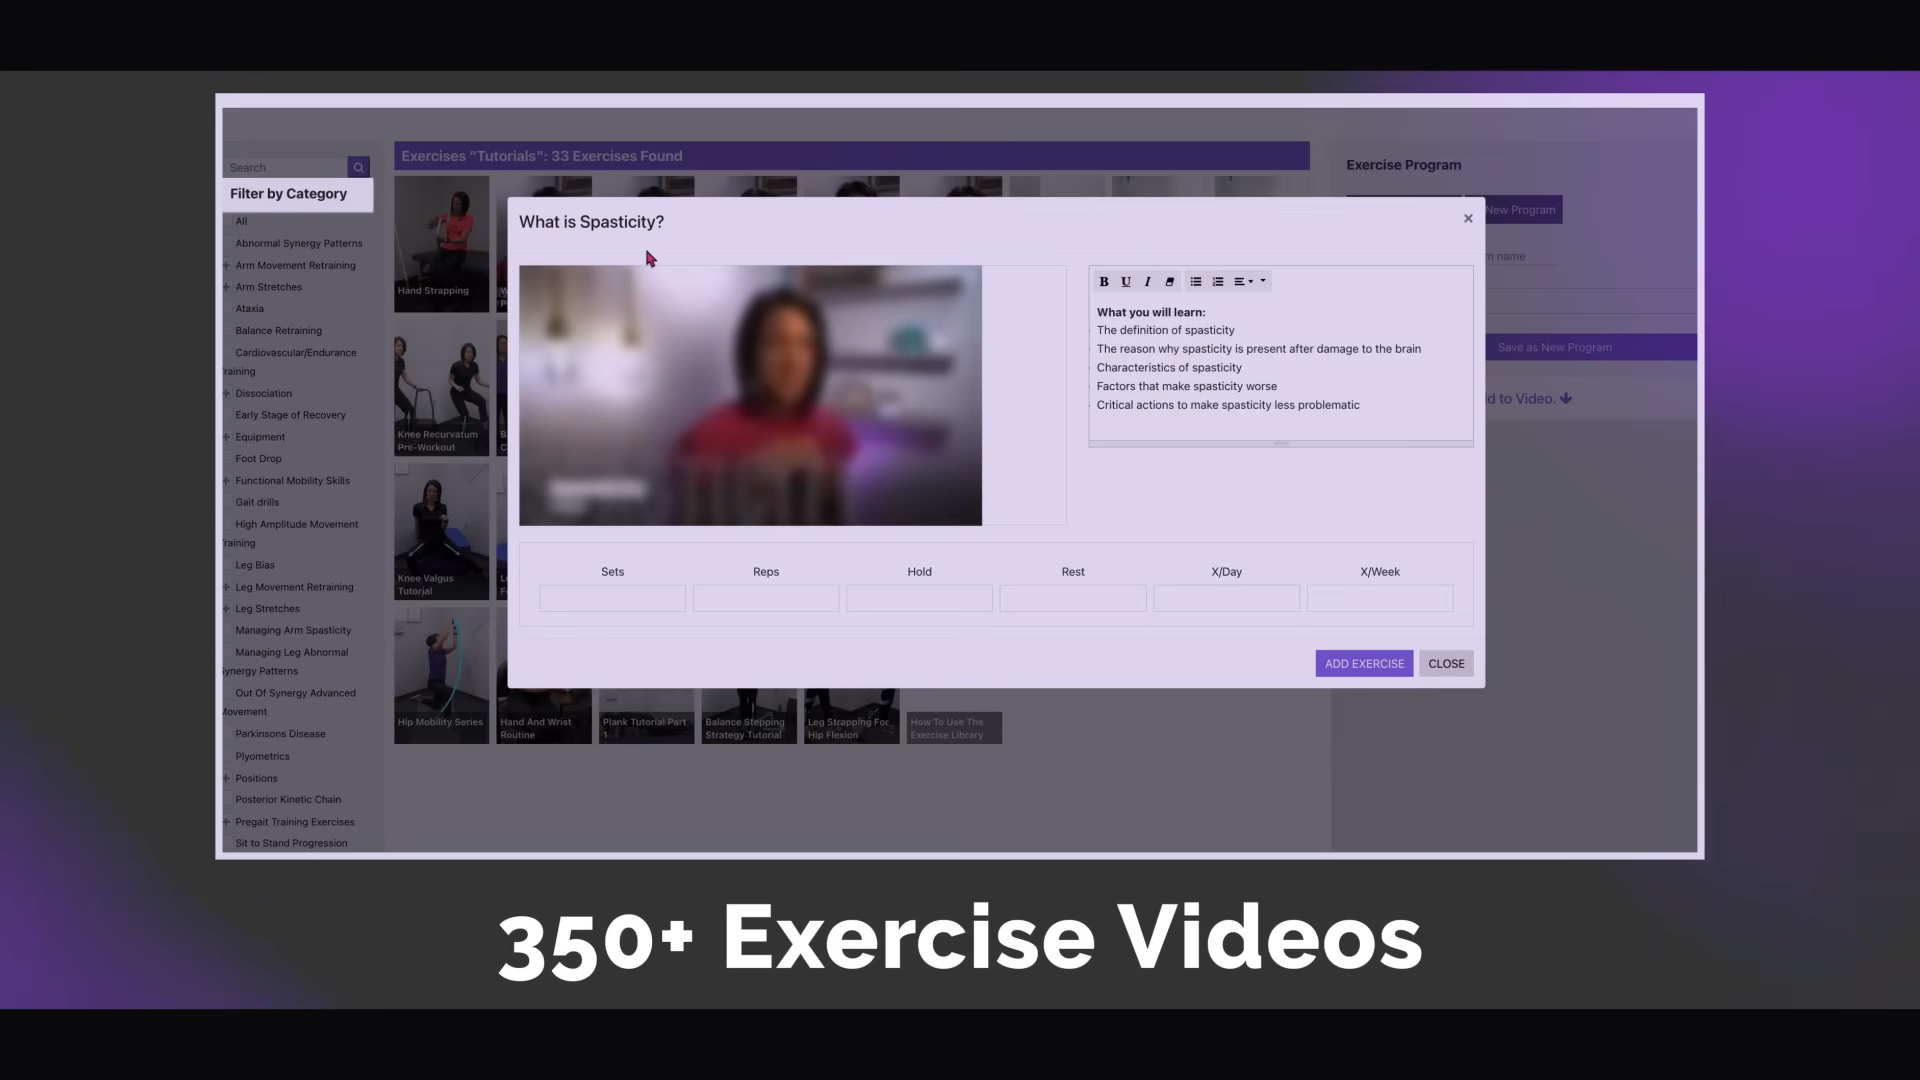 Search
Exercises "Tutorials": 33 Exercises Found
Exercise Program
Filter by Category
New Program
All
Abnormal Synergy Patterns
Arm Movement Retraining
Arm Stretches
Ataxia
Balance Retraining
Cardiovascular/Endurance
Training
Dissociation
Early Stage of Recovery
Equipment
Foot Drop
Functional Mobility Skills
Gait drills
High Amplitude Movement
Training
Leg Bias
Leg Movement Retraining
Leg Stretches
Managing Arm Spasticity
Managing Leg Abnormal
Synergy Patterns
Out Of Synergy Advanced
Movement
Parkinsons Disease
Plyometrics
Positions
Posterior Kinetic Chain
Pregait Training Exercises
Sit to Stand Progression
Hand Strapping
Knee Recurvatum
Pre-Workout
Knee Valgus
Tutorial
Hip Mobility Series
Hand And Wrist
Routine
Plank Tutorial Part
1
Balance Stepping
Strategy Tutorial
Leg Strapping For
Hip Flexion
How To Use The
Exercise Library
What is Spasticity?
×
B U I
What you will learn:
The definition of spasticity
The reason why spasticity is present after damage to the brain
Characteristics of spasticity
Factors that make spasticity worse
Critical actions to make spasticity less problematic
Sets Reps Hold Rest X/Day X/Week
ADD EXERCISE CLOSE
name
Save as New Program
to Video.
350+ Exercise Videos